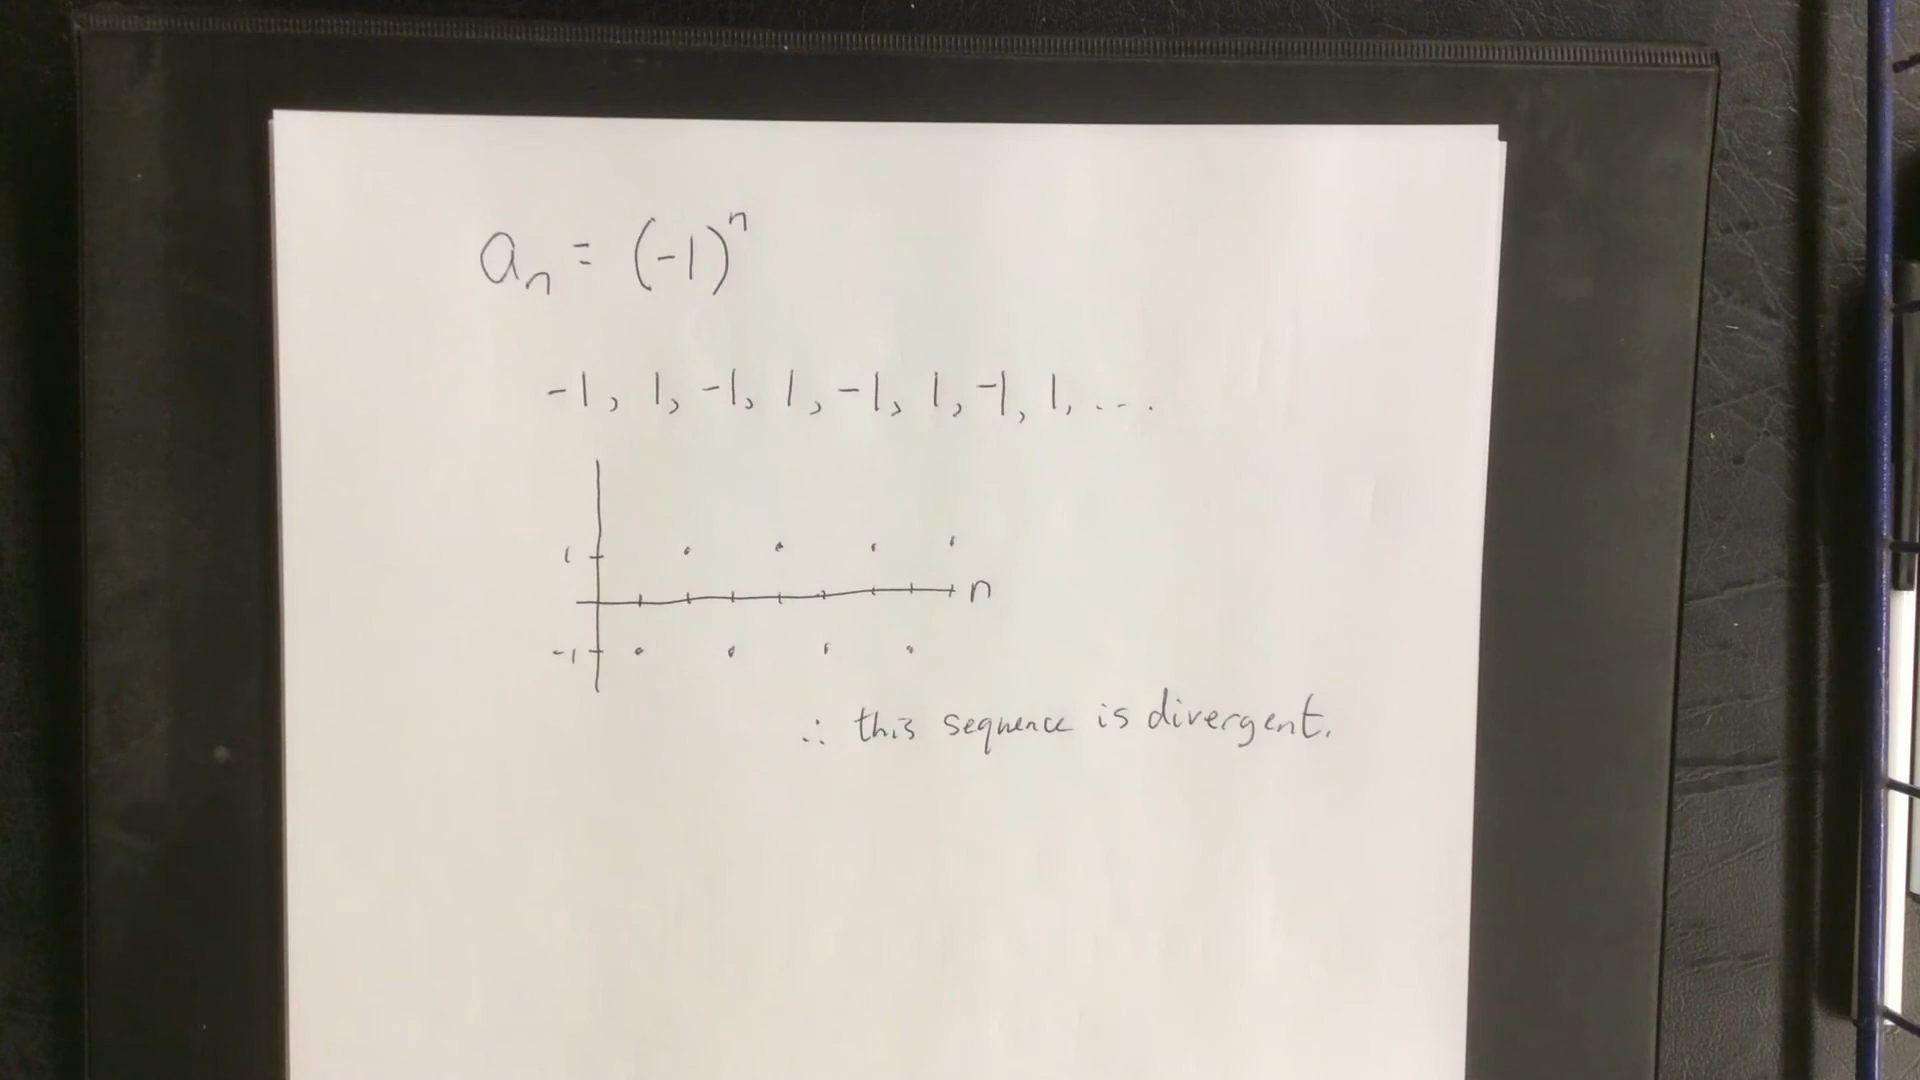 aₙ = (-1)ⁿ
-1, 1, -1, 1, -1, 1, -1, 1, ...
1
n
-1
∴ this sequence is divergent.